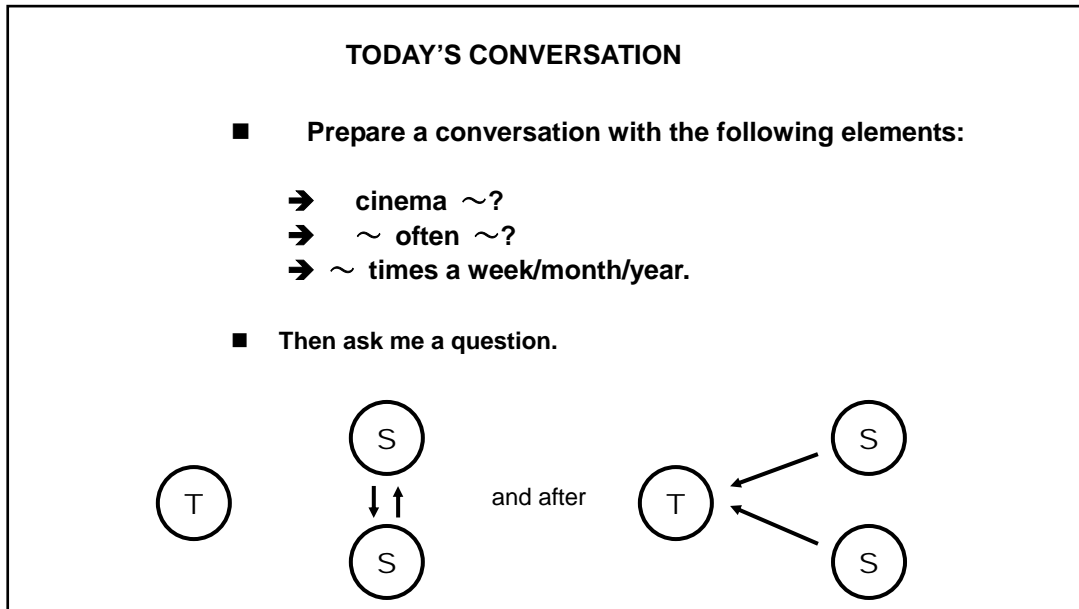 TODAY’S CONVERSATION
■ Prepare a conversation with the following elements:
➔ cinema ～?
➔ ～ often ～?
➔ ～ times a week/month/year.
■ Then ask me a question.
S
S
T
and after
T
S
S